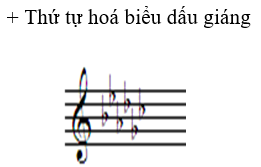 + Thứ tự hoá biểu dấu giáng